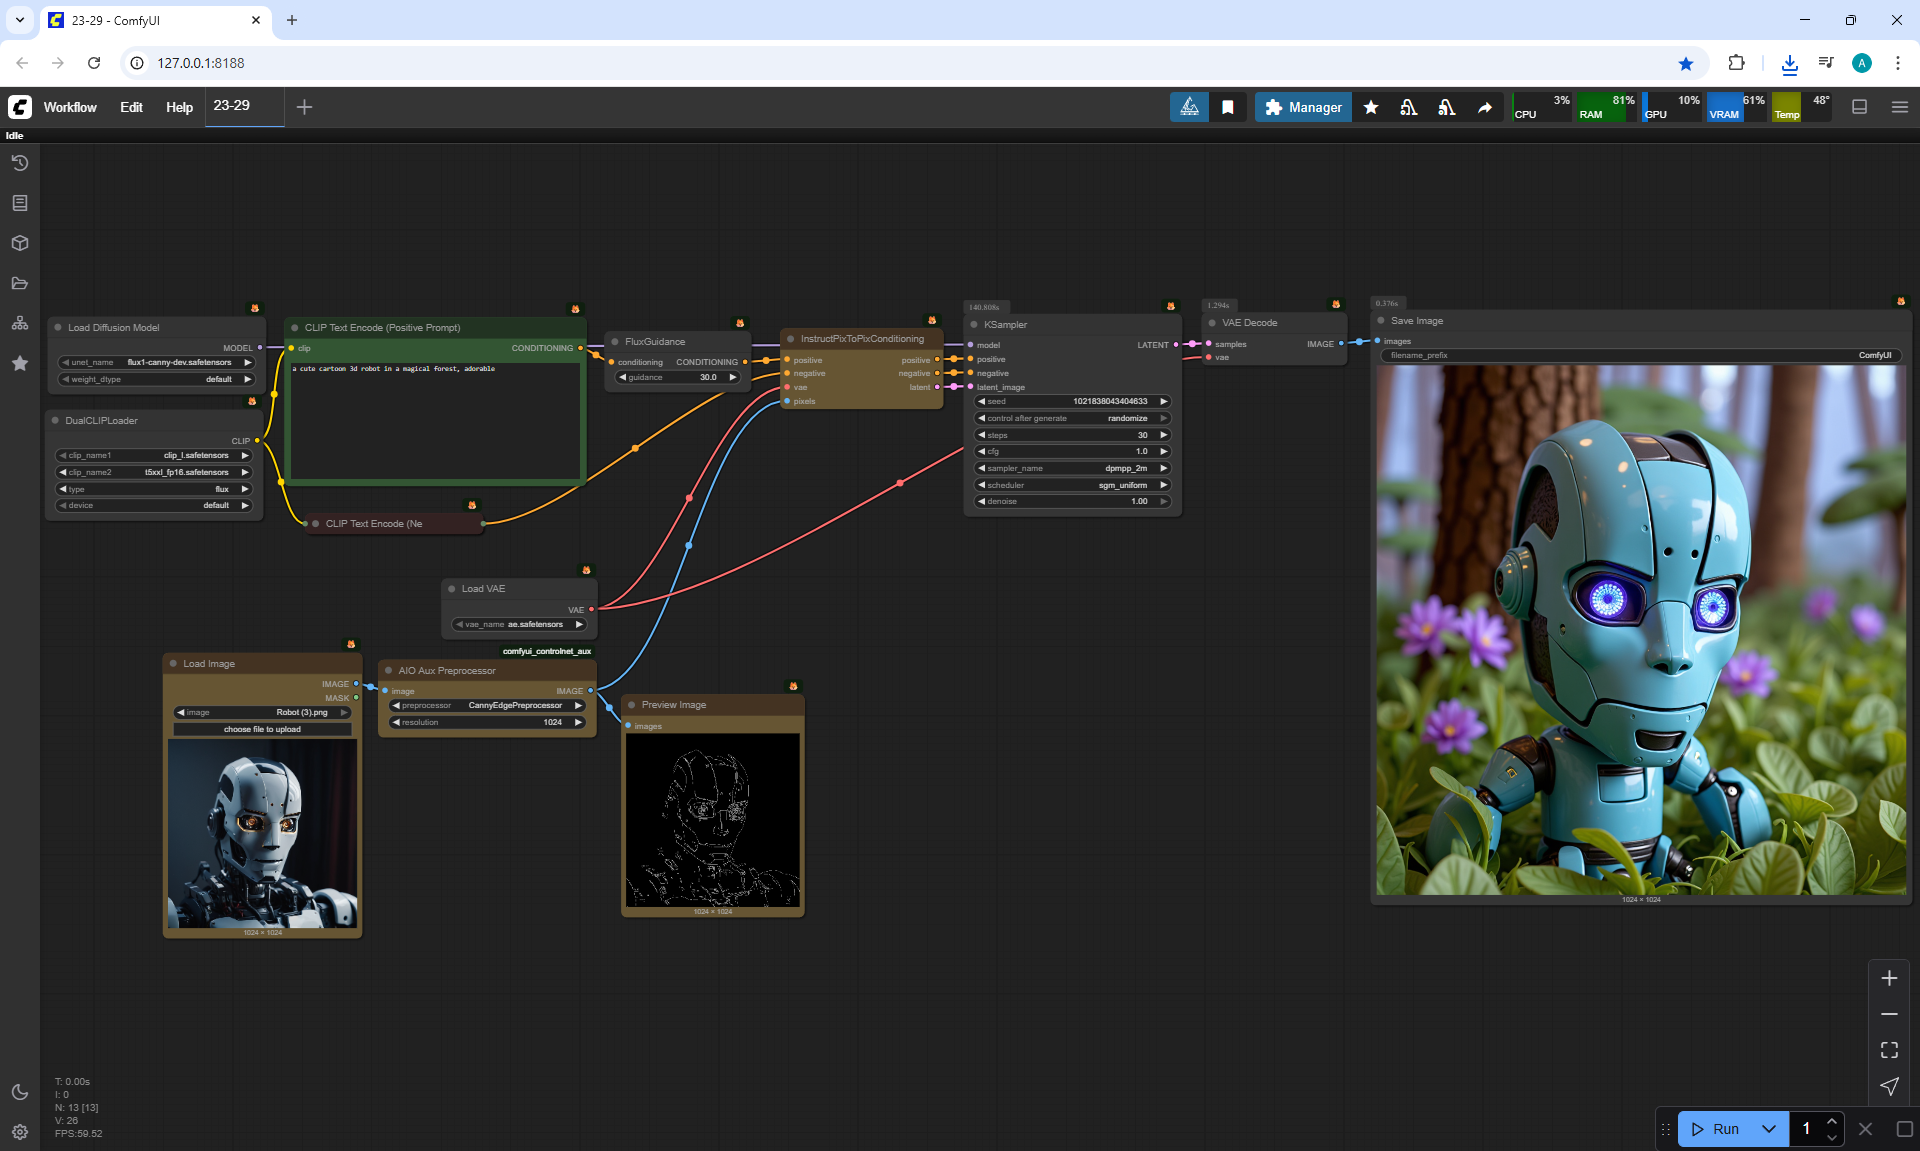 23-29 - ComfyUI
127.0.0.1:8188
A
Workflow
Edit
Help
23-29
Manager
3%
CPU
81%
RAM
10%
GPU
61%
VRAM
48°
Temp
Idle
Load Diffusion Model
MODEL
unet_name flux1-canny-dev.safetensors
weight_dtype default
DualCLIPLoader
CLIP
clip_name1 clip_l.safetensors
clip_name2 t5xxl_fp16.safetensors
type flux
device default
CLIP Text Encode (Positive Prompt)
clip CONDITIONING
a cute cartoon 3d robot in a magical forest, adorable
CLIP Text Encode (Ne
FluxGuidance
conditioning CONDITIONING
guidance 30.0
InstructPixToPixConditioning
positive positive
negative negative
vae latent
pixels
140.808s
KSampler
model LATENT
positive
negative
latent_image
seed 1021838043404633
control after generate randomize
steps 30
cfg 1.0
sampler_name dpmpp_2m
scheduler sgm_uniform
denoise 1.00
1.294s
VAE Decode
samples IMAGE
vae
0.376s
Save Image
images
filename_prefix ComfyUI
1024 × 1024
Load VAE
VAE
vae_name ae.safetensors
comfyui_controlnet_aux
Load Image
IMAGE
MASK
image Robot (3).png
choose file to upload
1024 × 1024
AIO Aux Preprocessor
image IMAGE
preprocessor CannyEdgePreprocessor
resolution 1024
Preview Image
images
1024 × 1024
T: 0.00s
I: 0
N: 13 [13]
V: 26
FPS:59.52
Run
1